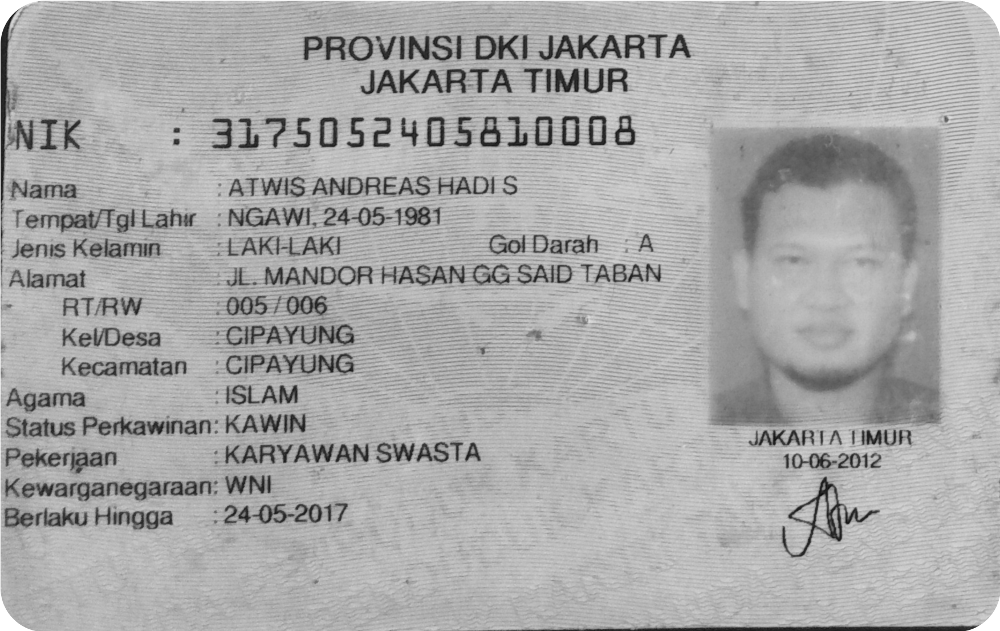 PROVINSI DKI JAKARTA
JAKARTA TIMUR
NIK : 3175052405810008
Nama : ATWIS ANDREAS HADI S
Tempat/Tgl Lahir : NGAWI, 24-05-1981
Jenis Kelamin : LAKI-LAKI Gol Darah : A
Alamat : JL. MANDOR HASAN GG SAID TABAN
RT/RW : 005 / 006
Kel/Desa : CIPAYUNG
Kecamatan : CIPAYUNG
Agama : ISLAM
Status Perkawinan: KAWIN
Pekerjaan : KARYAWAN SWASTA
Kewarganegaraan: WNI
Berlaku Hingga : 24-05-2017
JAKARTA TIMUR
10-06-2012